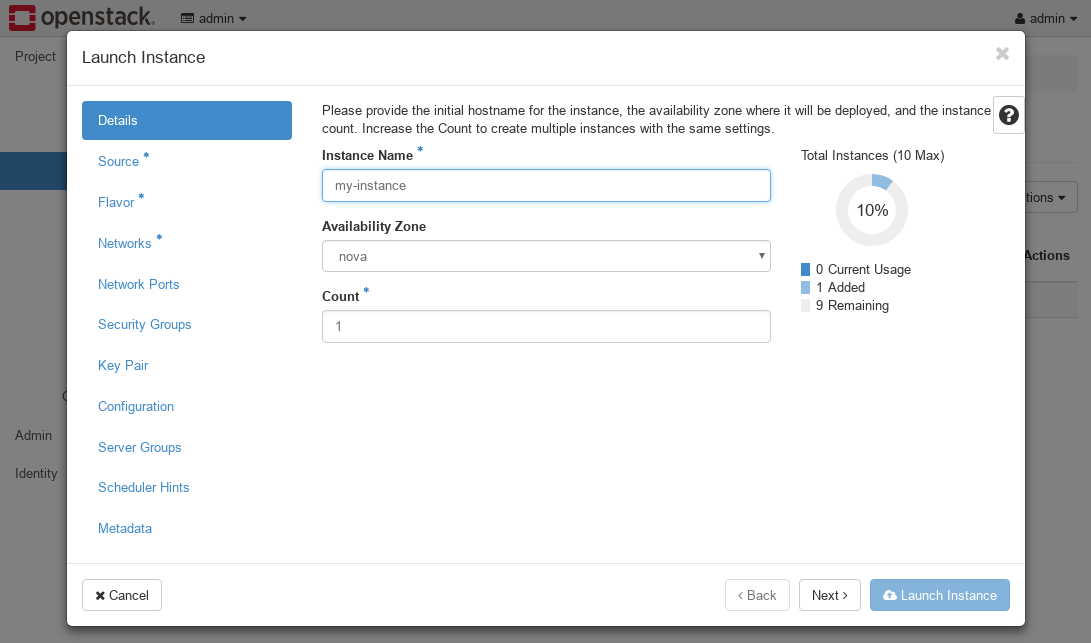 openstack.
admin
admin
Project
Launch Instance
Details
Source *
Flavor *
Networks *
Network Ports
Security Groups
Key Pair
Configuration
Server Groups
Scheduler Hints
Metadata
Please provide the initial hostname for the instance, the availability zone where it will be deployed, and the instance
count. Increase the Count to create multiple instances with the same settings.
Instance Name *
my-instance
Availability Zone
nova
Count *
1
Total Instances (10 Max)
10%
0 Current Usage
1 Added
9 Remaining
Actions
Admin
Identity
Cancel
< Back
Next >
Launch Instance